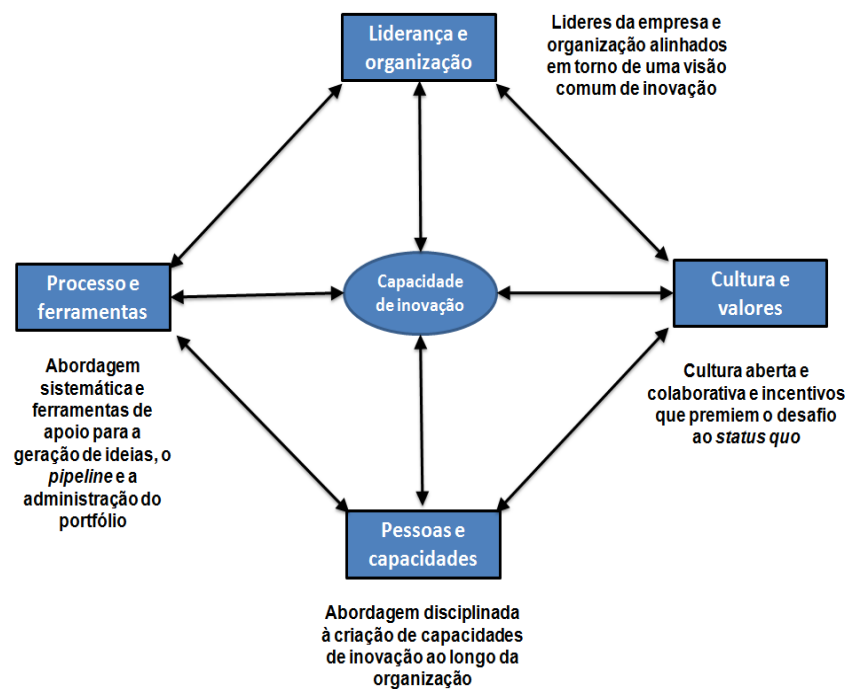 Liderança e
organização
Lideres da empresa e
organização alinhados
em torno de uma visão
comum de inovação
Processo e
ferramentas
Capacidade
de inovação
Cultura e
valores
Abordagem
sistemática e
ferramentas de
apoio para a
geração de ideias, o
pipeline e a
administração do
portfólio
Cultura aberta e
colaborativa e incentivos
que premiem o desafio
ao status quo
Pessoas e
capacidades
Abordagem disciplinada
à criação de capacidades
de inovação ao longo da
organização